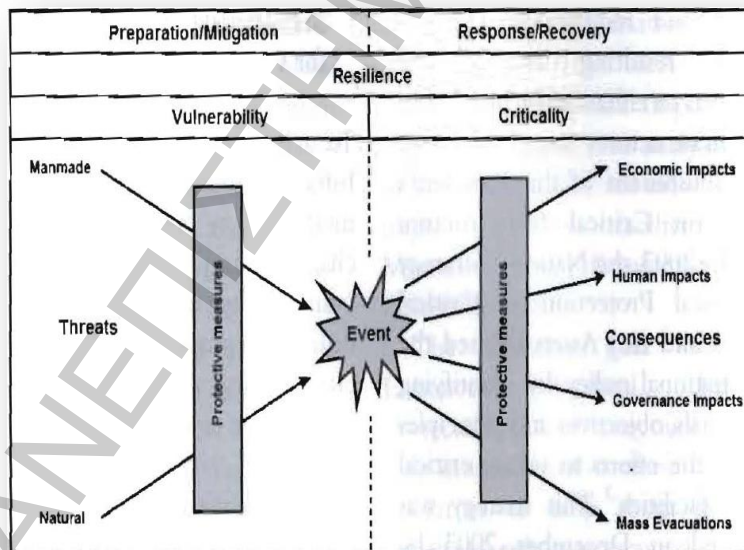 Preparation/Mitigation Response/Recovery
Resilience
Vulnerability Criticality
Manmade Economic Impacts
Human Impacts
Threats Protective measures Event Protective measures Consequences
Governance Impacts
Natural Mass Evacuations
ΑΝΕΠΙΣΤΗΜ